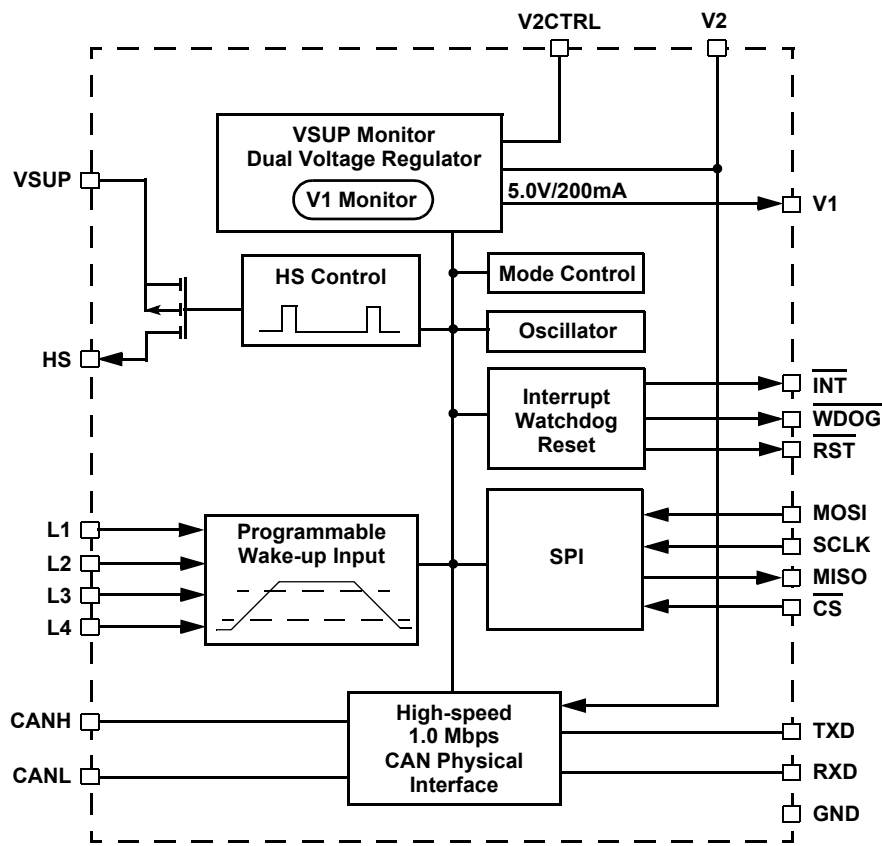 V2CTRL
V2
VSUP Monitor
Dual Voltage Regulator
V1 Monitor
VSUP
5.0V/200mA
V1
HS Control
Mode Control
Oscillator
HS
Interrupt
Watchdog
Reset
INT
WDOG
RST
L1
L2
L3
L4
Programmable
Wake-up Input
SPI
MOSI
SCLK
MISO
CS
CANH
CANL
High-speed
1.0 Mbps
CAN Physical
Interface
TXD
RXD
GND